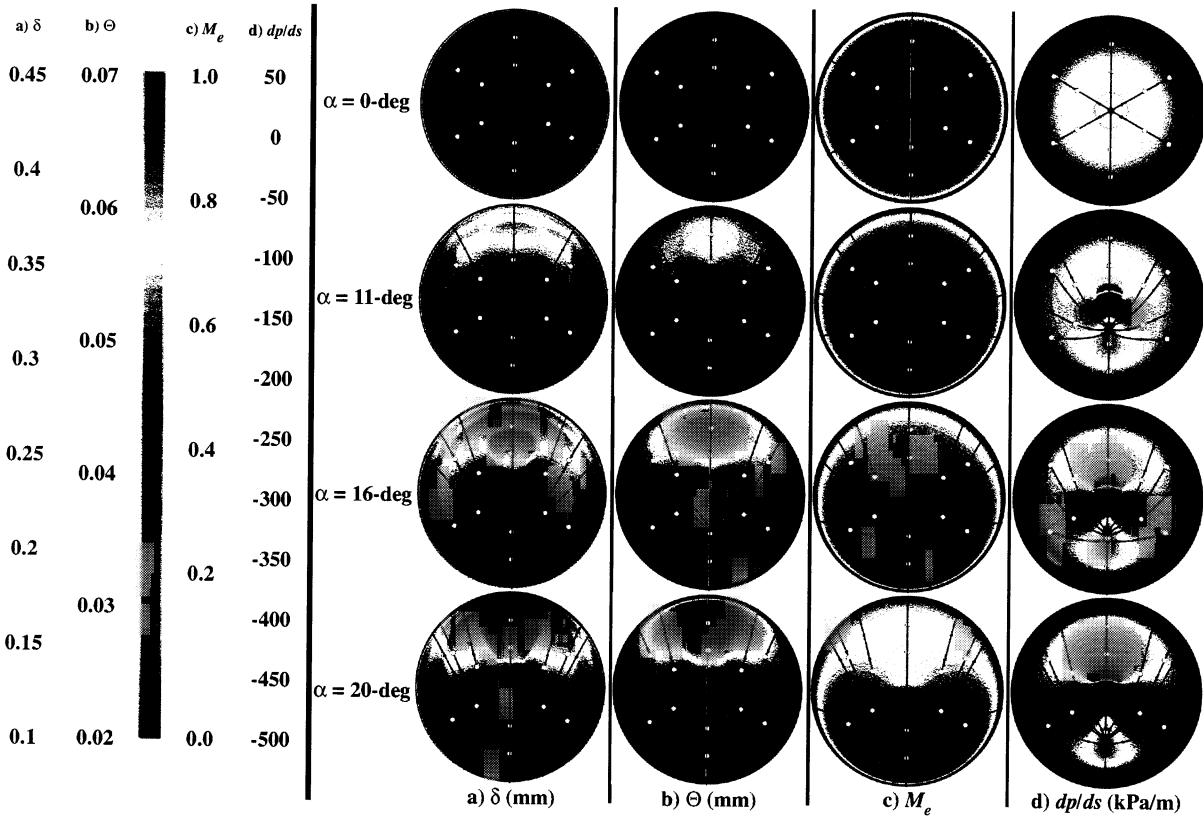 a) δ b) Θ c) Me d) dp/ds
0.45 0.07 1.0 50
0
0.4
0.06 0.8 -50
0.35 -100
0.05 0.6 -150
0.3
-200
0.25 0.4 -250
0.04
-300
0.2
0.2 -350
0.03
0.15 -400
-450
0.1 0.02 0.0 -500
α = 0-deg
α = 11-deg
α = 16-deg
α = 20-deg
a) δ (mm) b) Θ (mm) c) Me d) dp/ds (kPa/m)